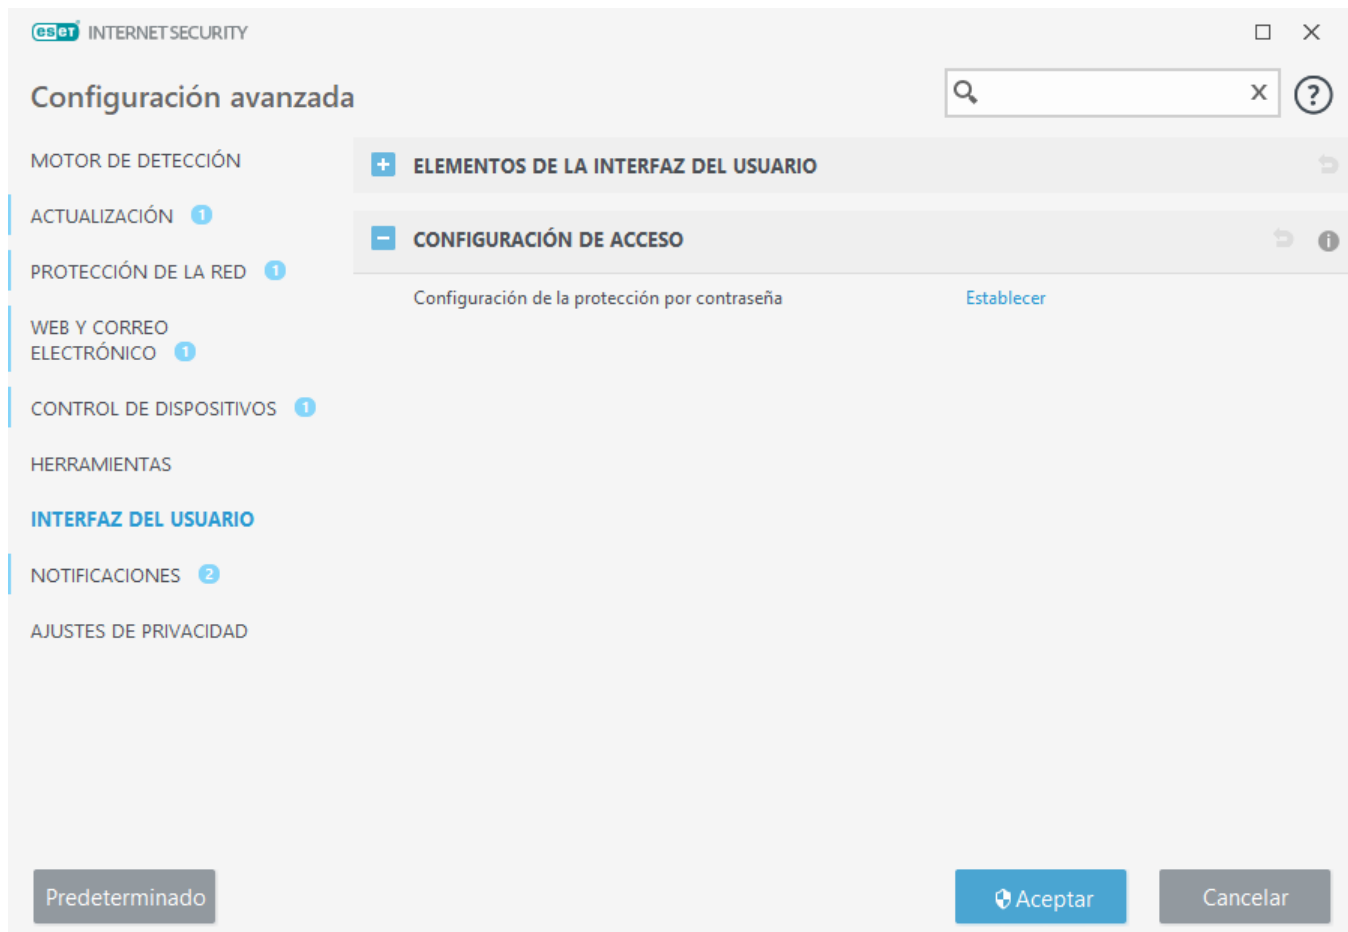 eset INTERNET SECURITY
Configuración avanzada
x
?
MOTOR DE DETECCIÓN
ACTUALIZACIÓN 1
PROTECCIÓN DE LA RED 1
WEB Y CORREO
ELECTRÓNICO 1
CONTROL DE DISPOSITIVOS 1
HERRAMIENTAS
INTERFAZ DEL USUARIO
NOTIFICACIONES 2
AJUSTES DE PRIVACIDAD
+ ELEMENTOS DE LA INTERFAZ DEL USUARIO
- CONFIGURACIÓN DE ACCESO i
Configuración de la protección por contraseña Establecer
Predeterminado
Aceptar
Cancelar